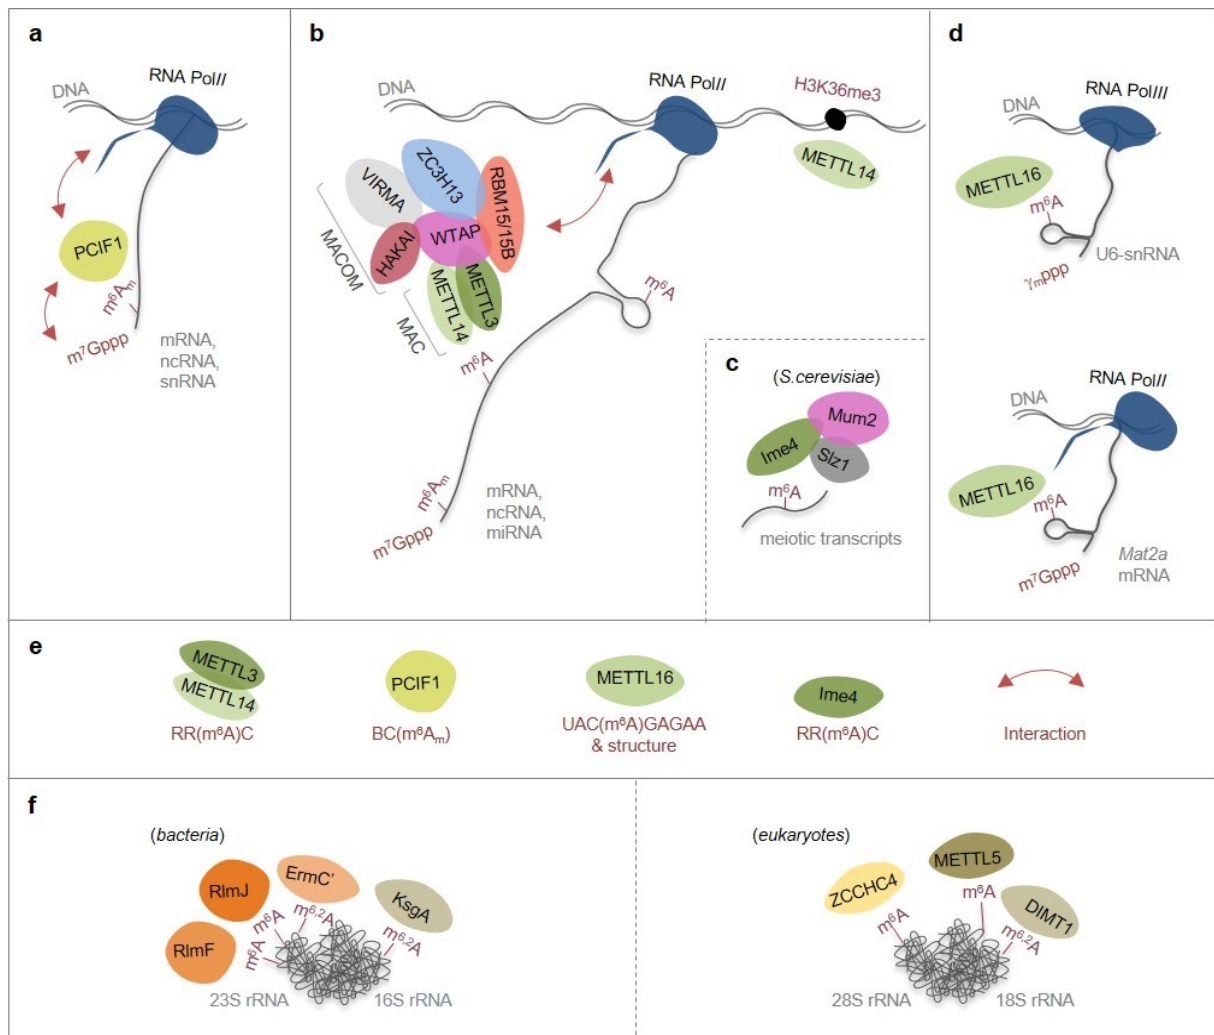 a
DNA
RNA PolII
PCIF1
m⁶Aₘ
m⁷Gppp
mRNA,
ncRNA,
snRNA
b
RNA PolII
H3K36me3
METTL14
VIRMA
ZC3H13
RBM15/15B
HAKAI
WTAP
METTL14
METTL3
MACOM
MAC
m⁶A
m⁶A
m⁶Aₘ
m⁷Gppp
mRNA,
ncRNA,
miRNA
c
(S.cerevisiae)
Mum2
Ime4
Slz1
m⁶A
meiotic transcripts
d
DNA
RNA PolIII
METTL16
m⁶A
U6-snRNA
γₘppp
DNA
RNA PolII
METTL16
m⁶A
m⁷Gppp
Mat2a
mRNA
e
METTL3
METTL14
RR(m⁶A)C
PCIF1
BC(m⁶Aₘ)
METTL16
UAC(m⁶A)GAGAA
& structure
Ime4
RR(m⁶A)C
Interaction
f
(bacteria)
RlmJ
ErmC'
KsgA
RlmF
m⁶A
m⁶A
m⁶,²A
m⁶,²A
23S rRNA
16S rRNA
(eukaryotes)
ZCCHC4
METTL5
DIMT1
m⁶A
m⁶A
m⁶,²A
28S rRNA
18S rRNA